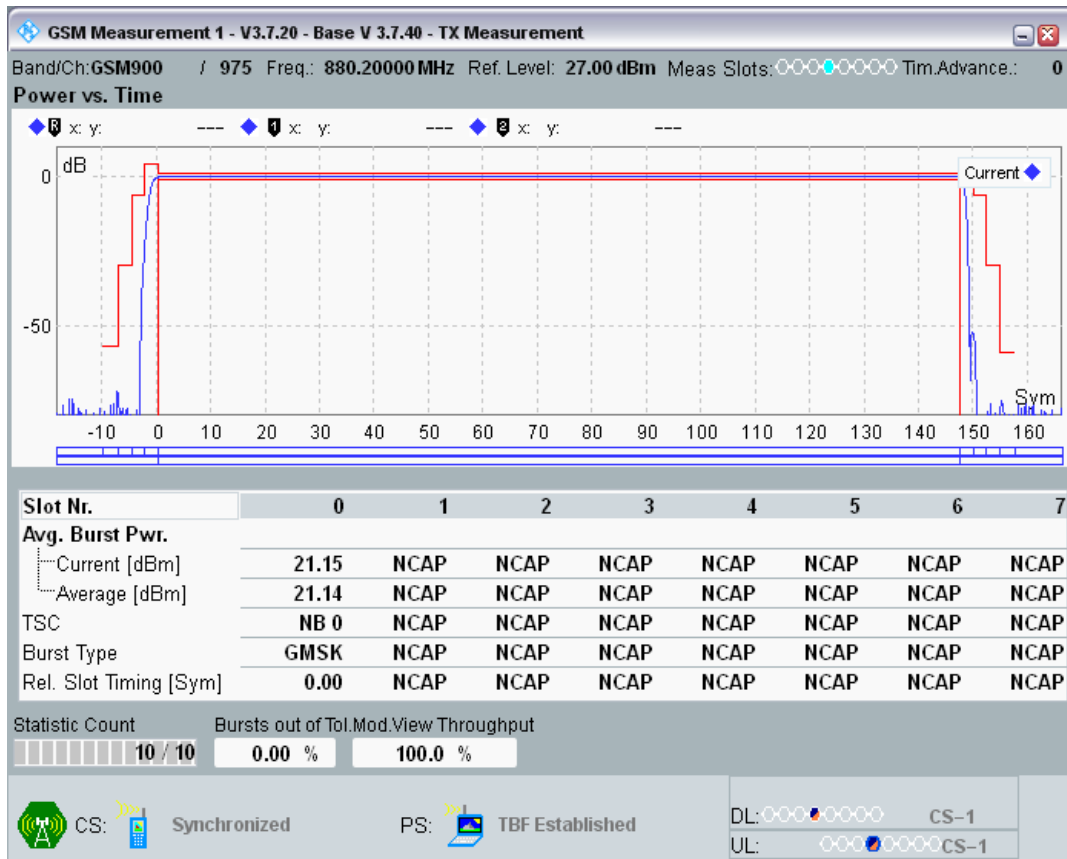 GSM Measurement 1 - V3.7.20 - Base V 3.7.40 - TX Measurement
Band/Ch:GSM900 / 975 Freq.: 880.20000 MHz Ref. Level: 27.00 dBm Meas Slots: Tim.Advance.: 0
Power vs. Time
R x: y: --- 1 x: y: --- 2 x: y: ---
dB
0
Current
-50
Sym
-10 0 10 20 30 40 50 60 70 80 90 100 110 120 130 140 150 160
Slot Nr. 0 1 2 3 4 5 6 7
Avg. Burst Pwr.
Current [dBm] 21.15 NCAP NCAP NCAP NCAP NCAP NCAP NCAP
Average [dBm] 21.14 NCAP NCAP NCAP NCAP NCAP NCAP NCAP
TSC NB 0 NCAP NCAP NCAP NCAP NCAP NCAP NCAP
Burst Type GMSK NCAP NCAP NCAP NCAP NCAP NCAP NCAP
Rel. Slot Timing [Sym] 0.00 NCAP NCAP NCAP NCAP NCAP NCAP NCAP
Statistic Count Bursts out of Tol.Mod.View Throughput
10 / 10 0.00 % 100.0 %
CS: Synchronized PS: TBF Established
DL: CS-1
UL: CS-1